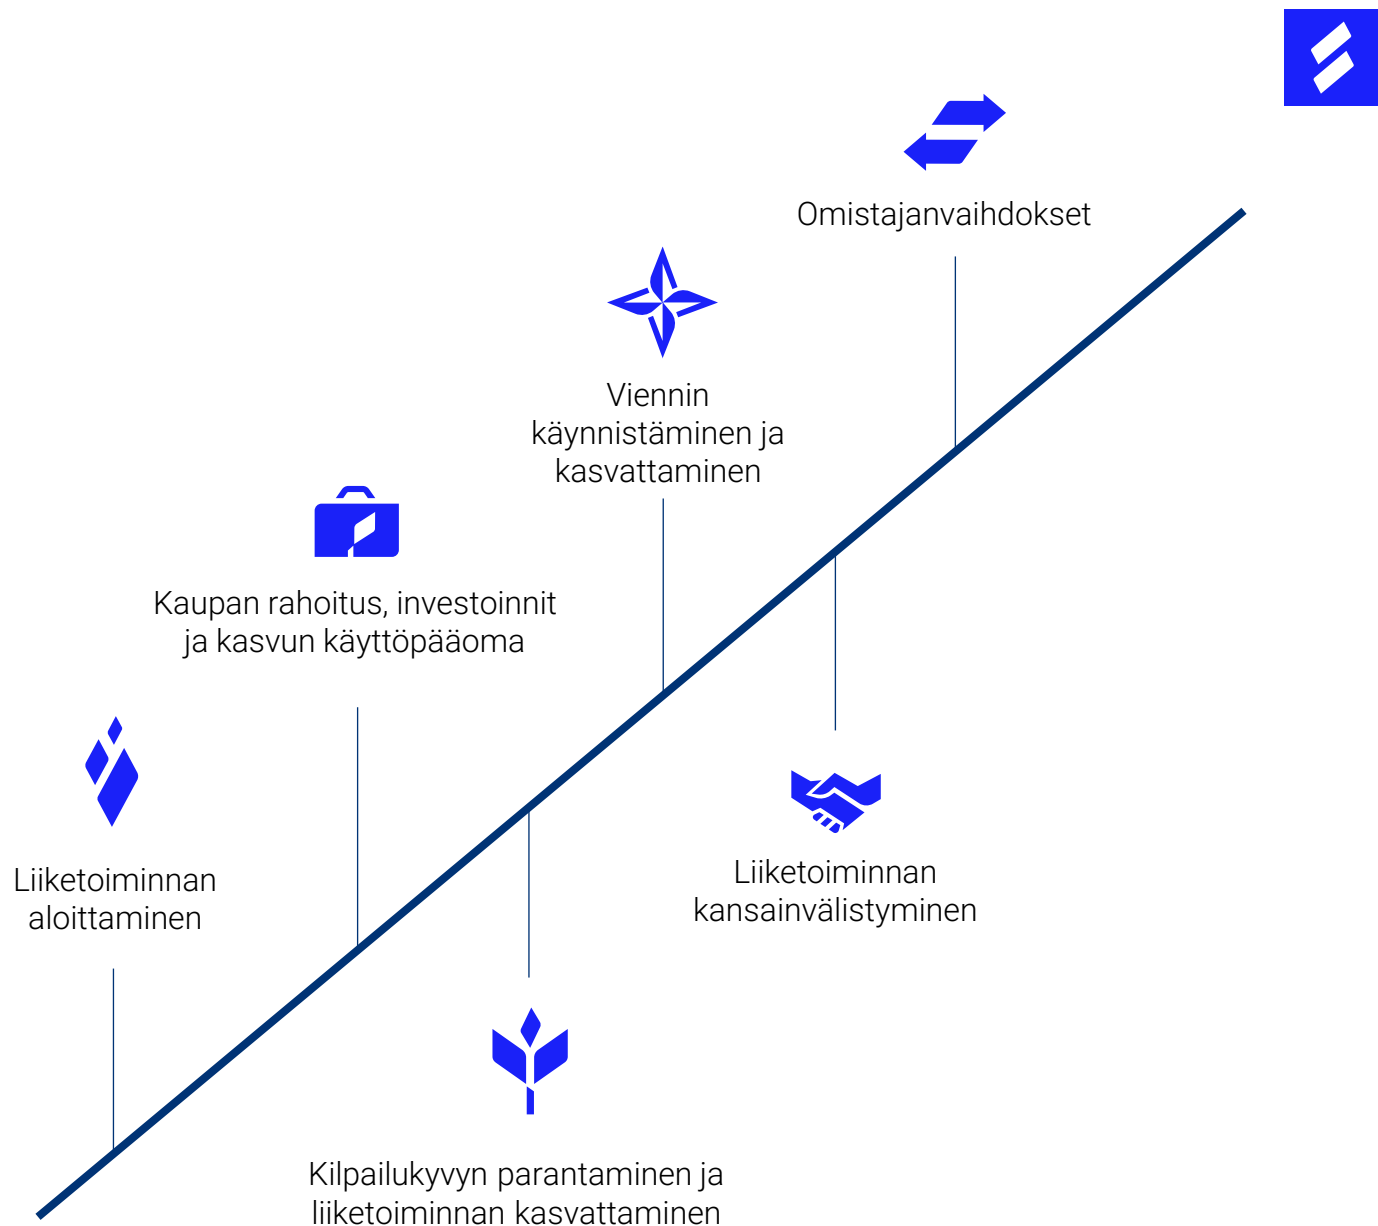 Omistajanvaihdokset
Viennin
käynnistäminen ja
kasvattaminen
Kaupan rahoitus, investoinnit
ja kasvun käyttöpääoma
Liiketoiminnan
aloittaminen
Liiketoiminnan
kansainvälistyminen
Kilpailukyvyn parantaminen ja
liiketoiminnan kasvattaminen